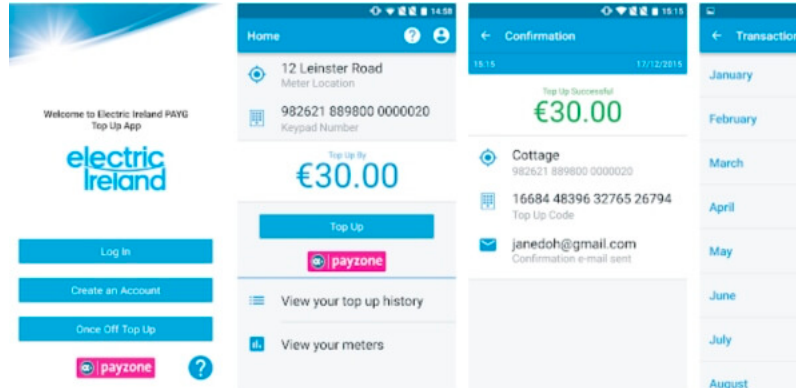 Welcome to Electric Ireland PAYG
Top Up App
electric
Ireland
Log In
Create an Account
Once Off Top Up
payzone
?
14:58
Home
?
12 Leinster Road
Meter Location
982621 889800 0000020
Keypad Number
Top Up By
€30.00
Top Up
payzone
View your top up history
View your meters
15:15
Confirmation
15:15 17/12/2015
Top Up Successful
€30.00
Cottage
982621 889800 0000020
16684 48396 32765 26794
Top Up Code
janedoh@gmail.com
Confirmation e-mail sent
Transaction
January
February
March
April
May
June
July
August